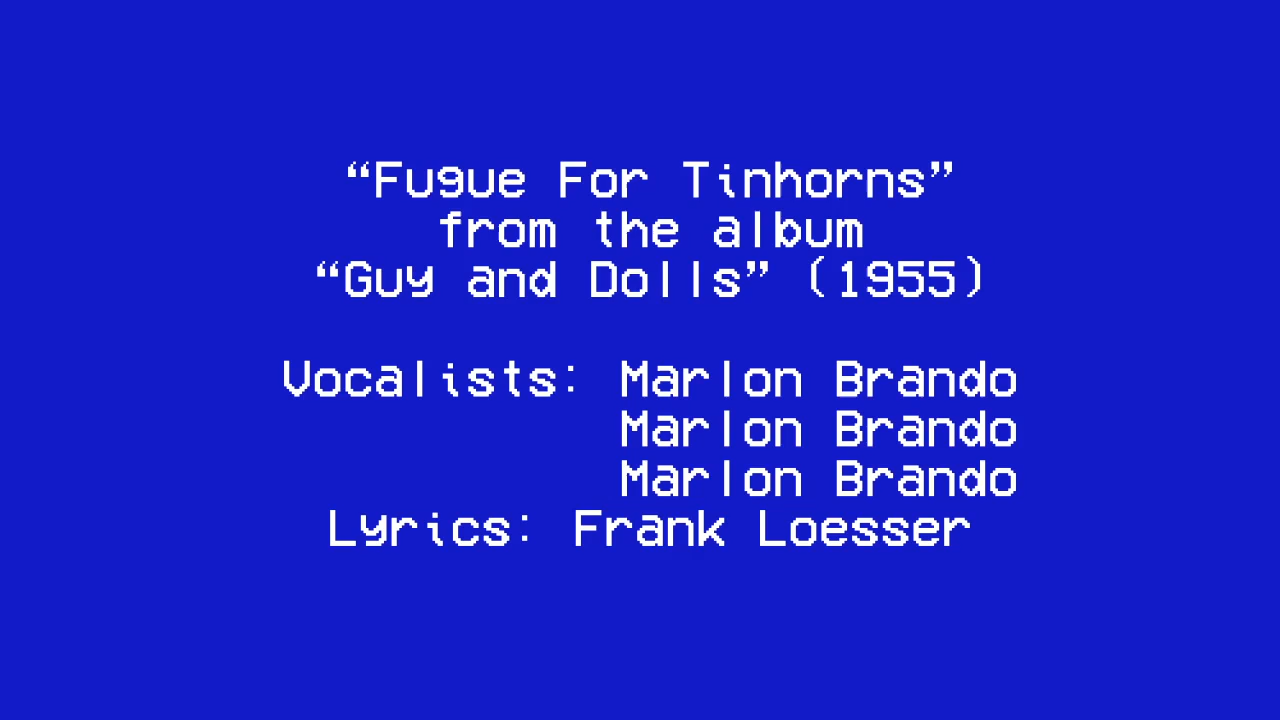 “Fugue For Tinhorns”
from the album
“Guy and Dolls” (1955)
Vocalists: Marlon Brando
Marlon Brando
Marlon Brando
Lyrics: Frank Loesser